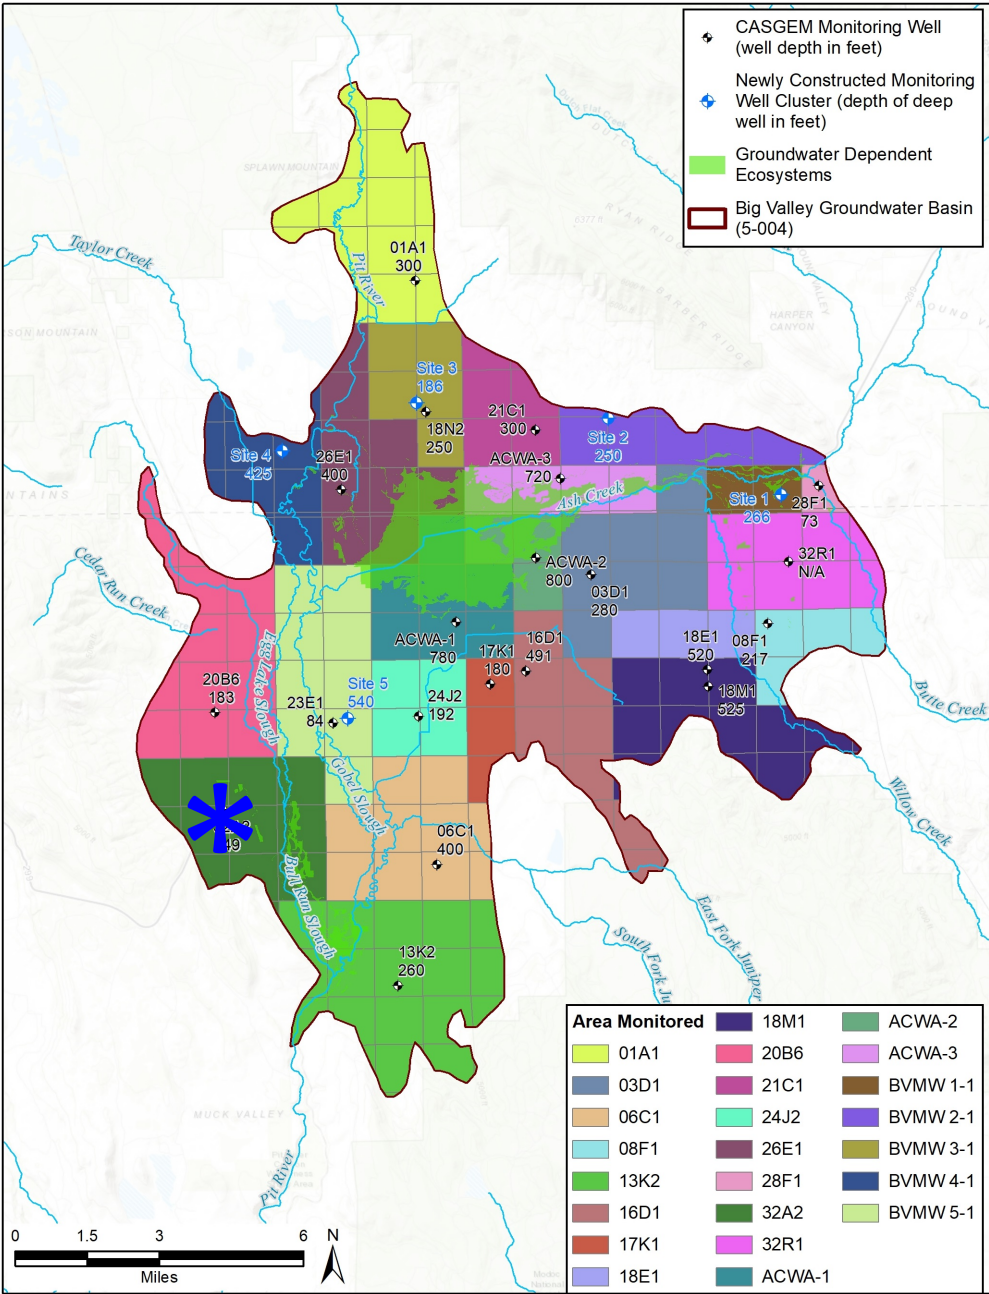 CASGEM Monitoring Well
(well depth in feet)
Newly Constructed Monitoring
Well Cluster (depth of deep
well in feet)
Groundwater Dependent
Ecosystems
Big Valley Groundwater Basin
(5-004)
SPLAWN MOUNTAIN
6377 ft
HARPER
CANYON
Taylor Creek
01A1
300
Pit River
Site 3
186
18N2
250
21C1
300
Site 2
250
Site 4
425
26E1
400
ACWA-3
720
Ash Creek
Site 1
266
28F1
73
32R1
N/A
Cedar Run Creek
ACWA-2
800
03D1
280
ACWA-1
780
17K1
180
16D1
491
18E1
520
08F1
217
18M1
525
Butte Creek
20B6
183
Egg Lake Slough
23E1
84
Site 5
540
24J2
192
Gobel Slough
Willow Creek
49
06C1
400
Bull Run Slough
East Fork Juniper
South Fork Ju
13K2
260
MUCK VALLEY
Pit River
0 1.5 3 6
Miles
N
Area Monitored
01A1
03D1
06C1
08F1
13K2
16D1
17K1
18E1
18M1
20B6
21C1
24J2
26E1
28F1
32A2
32R1
ACWA-1
ACWA-2
ACWA-3
BVMW 1-1
BVMW 2-1
BVMW 3-1
BVMW 4-1
BVMW 5-1